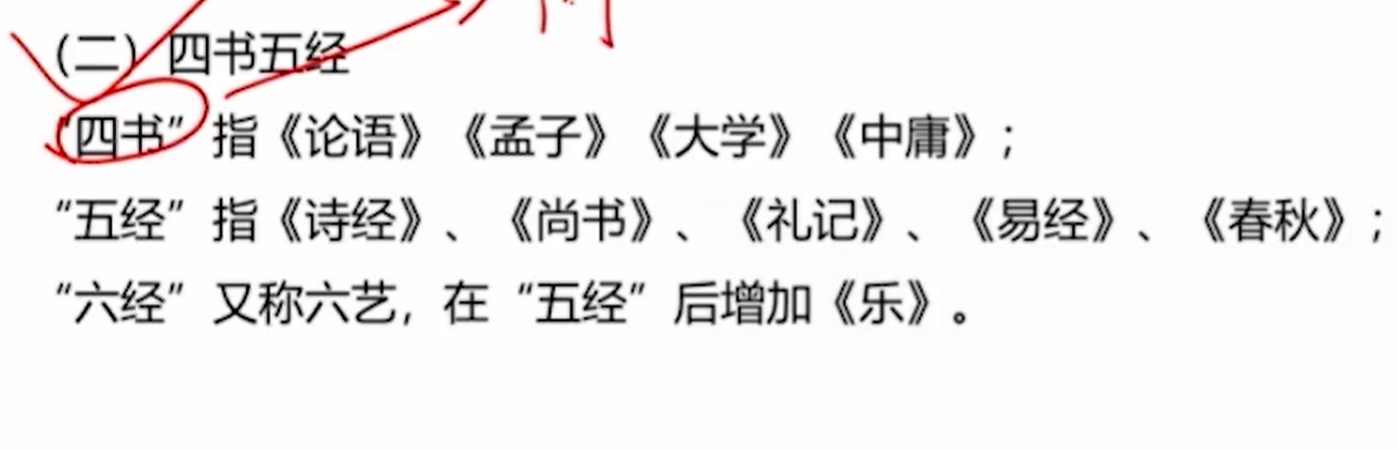 （二）四书五经
“四书”指《论语》《孟子》《大学》《中庸》；
“五经”指《诗经》、《尚书》、《礼记》、《易经》、《春秋》；
“六经”又称六艺，在“五经”后增加《乐》。